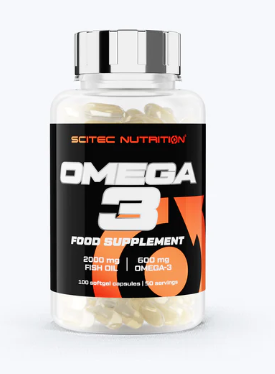 SCITEC NUTRITION
OMEGA
3
FOOD SUPPLEMENT
2000 mg | 600 mg
FISH OIL | OMEGA-3
100 softgel capsules | 50 servings